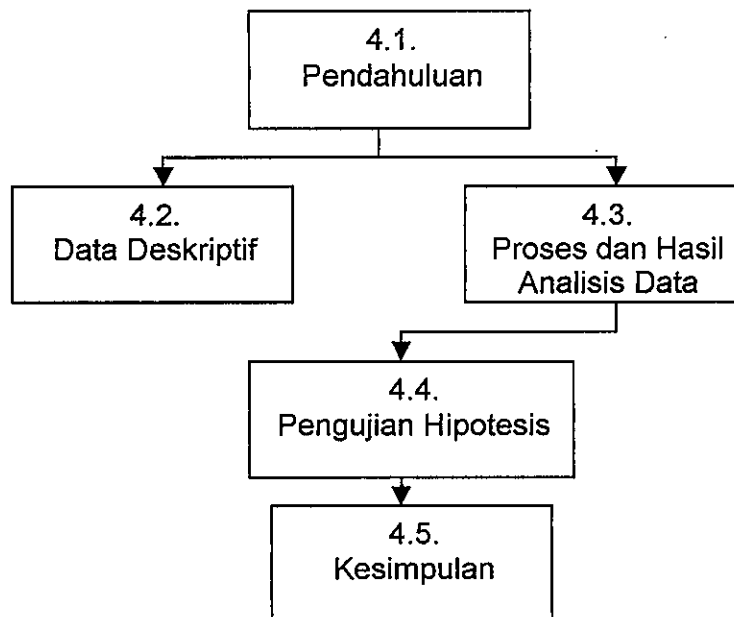 4.1.
Pendahuluan
4.2.
Data Deskriptif
4.3.
Proses dan Hasil
Analisis Data
4.4.
Pengujian Hipotesis
4.5.
Kesimpulan